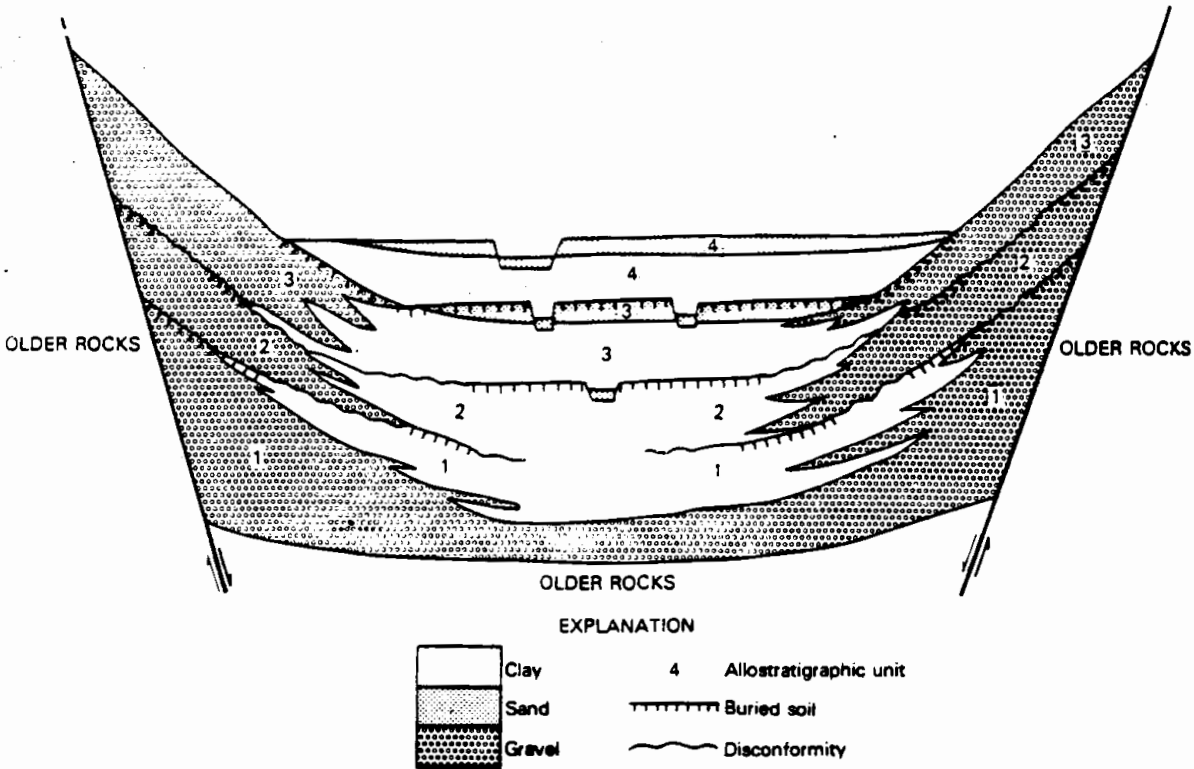 3
4
4
3
2
3
OLDER ROCKS
3
OLDER ROCKS
2
2
2
1
1
1
1
OLDER ROCKS
EXPLANATION
Clay 4 Allostratigraphic unit
Sand Buried soil
Gravel Disconformity